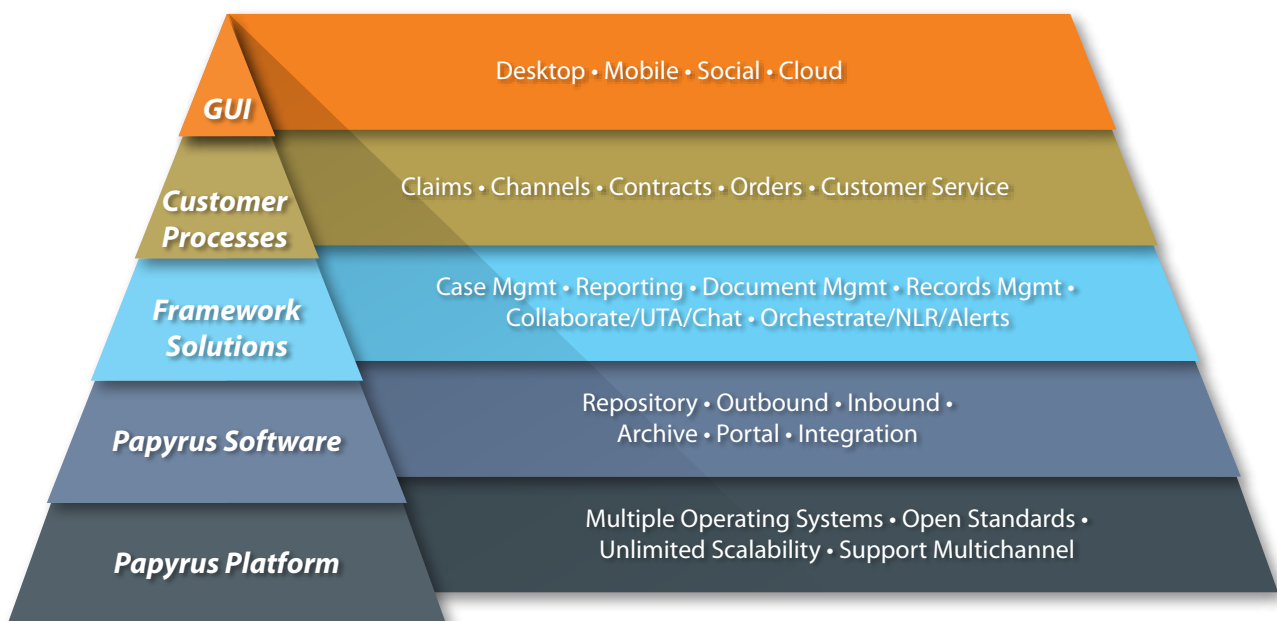 GUI
Desktop • Mobile • Social • Cloud
Customer
Processes
Claims • Channels • Contracts • Orders • Customer Service
Framework
Solutions
Case Mgmt • Reporting • Document Mgmt • Records Mgmt •
Collaborate/UTA/Chat • Orchestrate/NLR/Alerts
Papyrus Software
Repository • Outbound • Inbound •
Archive • Portal • Integration
Papyrus Platform
Multiple Operating Systems • Open Standards •
Unlimited Scalability • Support Multichannel